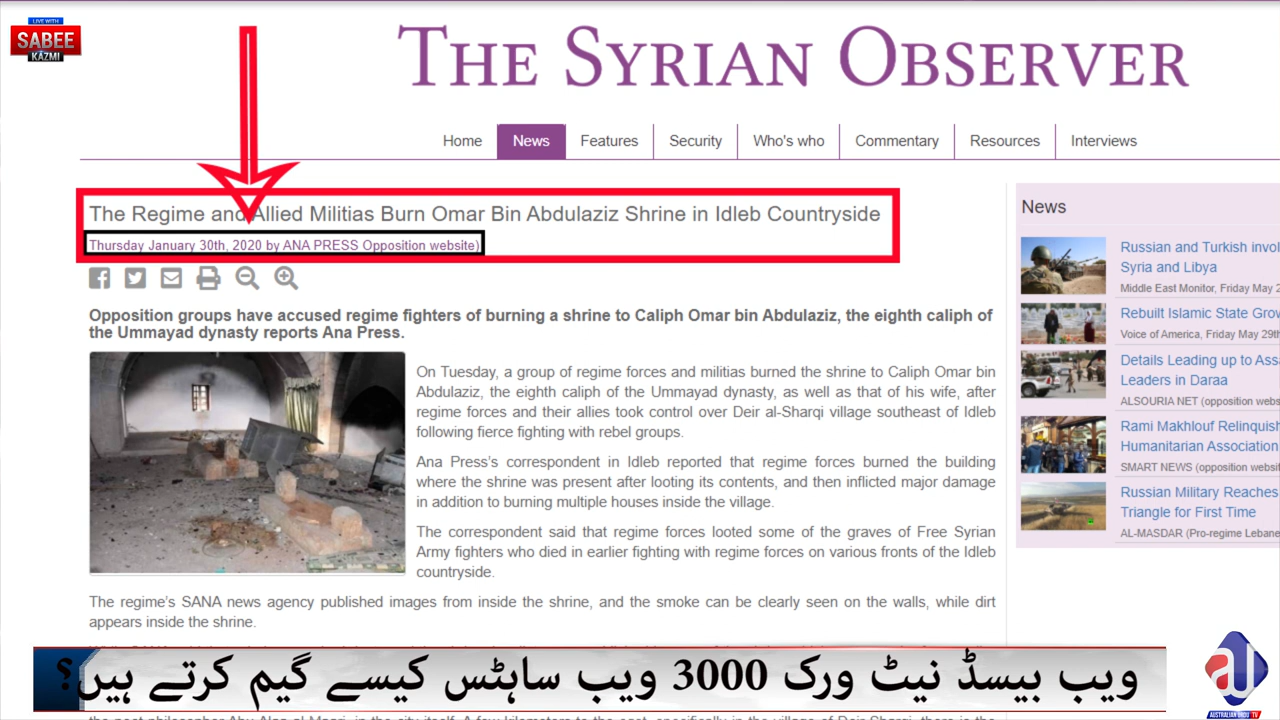 LIVE WITH
SABEE
KAZMI
THE SYRIAN OBSERVER
Home News Features Security Who's who Commentary Resources Interviews
The Regime and Allied Militias Burn Omar Bin Abdulaziz Shrine in Idleb Countryside
Thursday January 30th, 2020 by ANA PRESS Opposition website)
Opposition groups have accused regime fighters of burning a shrine to Caliph Omar bin Abdulaziz, the eighth caliph of
the Ummayad dynasty reports Ana Press.
On Tuesday, a group of regime forces and militias burned the shrine to Caliph Omar bin
Abdulaziz, the eighth caliph of the Ummayad dynasty, as well as that of his wife, after
regime forces and their allies took control over Deir al-Sharqi village southeast of Idleb
following fierce fighting with rebel groups.
Ana Press's correspondent in Idleb reported that regime forces burned the building
where the shrine was present after looting its contents, and then inflicted major damage
in addition to burning multiple houses inside the village.
The correspondent said that regime forces looted some of the graves of Free Syrian
Army fighters who died in earlier fighting with regime forces on various fronts of the Idleb
countryside.
The regime's SANA news agency published images from inside the shrine, and the smoke can be clearly seen on the walls, while dirt
appears inside the shrine.
News
Russian and Turkish invol
Syria and Libya
Middle East Monitor, Friday May 2
Rebuilt Islamic State Grow
Voice of America, Friday May 29th
Details Leading up to Ass
Leaders in Daraa
ALSOURIA NET (opposition webs
Rami Makhlouf Relinquish
Humanitarian Association
SMART NEWS (opposition websit
Russian Military Reaches
Triangle for First Time
AL-MASDAR (Pro-regime Lebane
ویب بیسڈ نیٹ ورک 3000 ویب ساہٹس کیسے گیم کرتے ہیں؟
AUSTRALIAN URDU TV